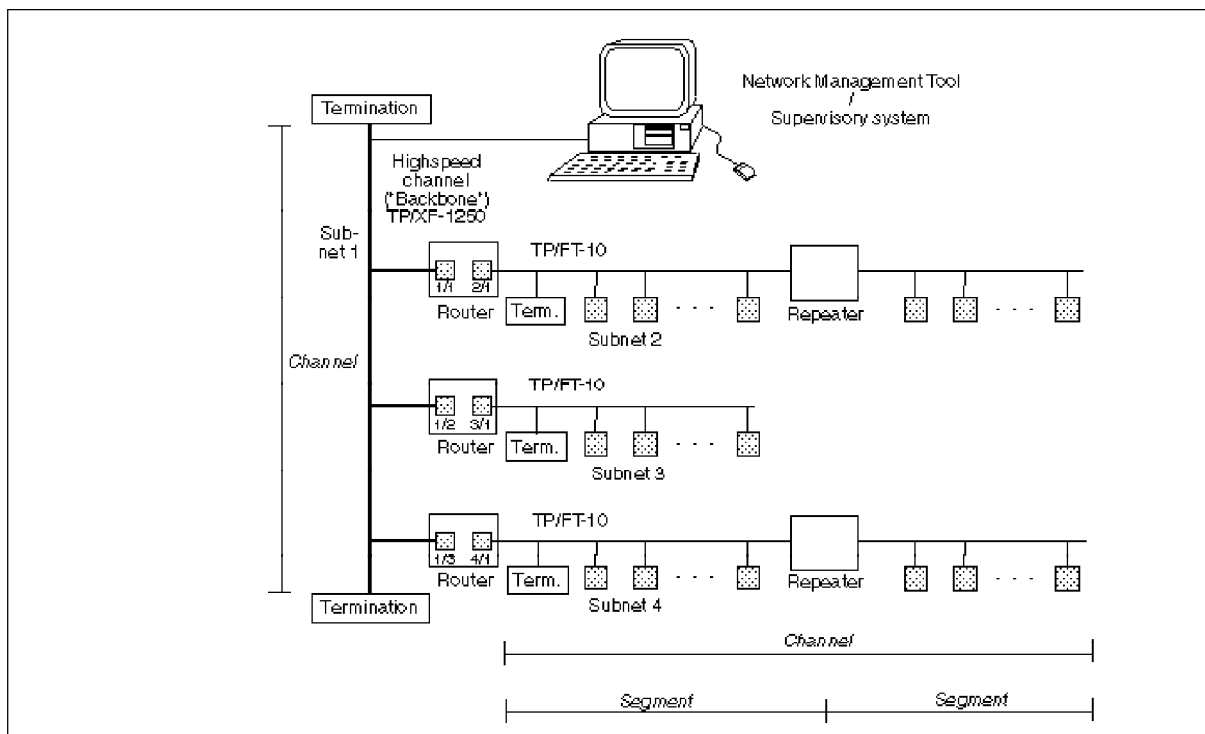 Termination
Network Management Tool
/
Supervisory system
Highspeed
channel
("Backbone")
TP/XF-1250
Sub-
net 1
TP/FT-10
1/1 2/1
Router
Term.
Subnet 2
Repeater
Channel
TP/FT-10
1/2 3/1
Router
Term.
Subnet 3
TP/FT-10
1/3 4/1
Router
Term.
Subnet 4
Repeater
Termination
Channel
Segment
Segment